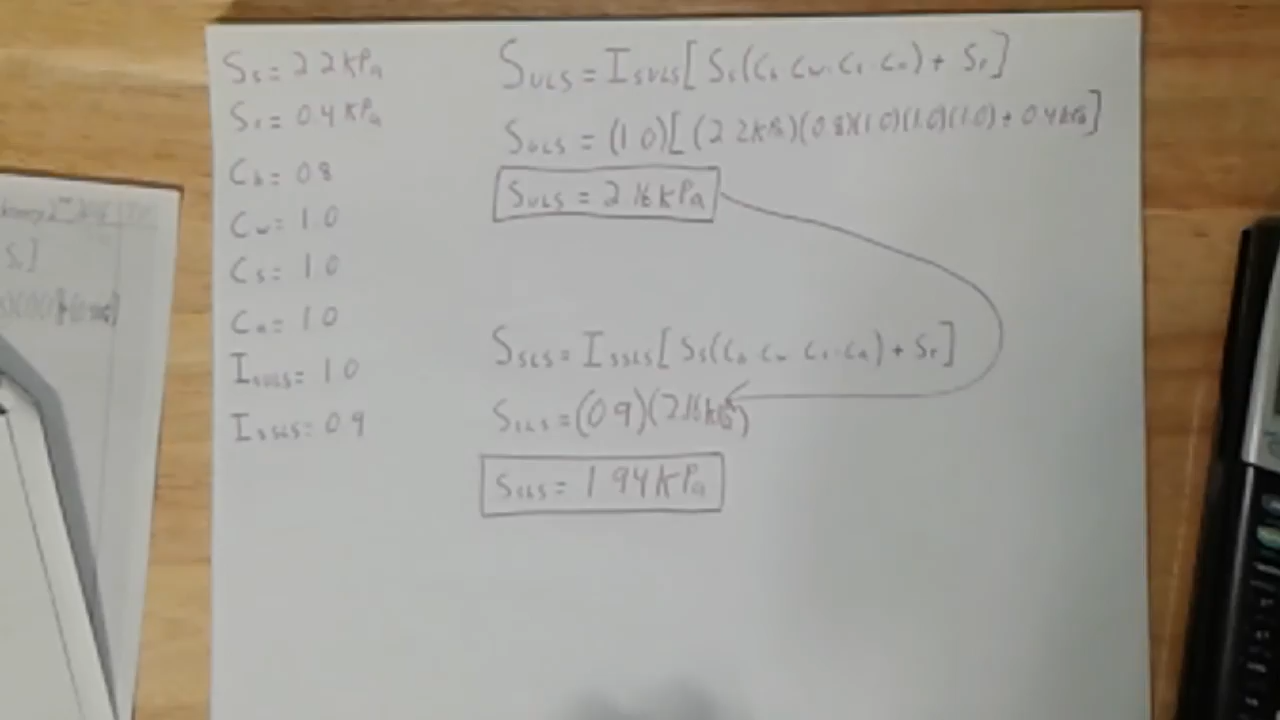 Ss = 2.2 kPa
Sr = 0.4 kPa
Cb = 0.8
Cw = 1.0
Cs = 1.0
Ca = 1.0
Isuls = 1.0
Issls = 0.9
Suls = Isuls[Ss(Cb·Cw·Cs·Ca) + Sr]
Suls = (1.0)[(2.2kPa)(0.8)(1.0)(1.0)(1.0) + 0.4kPa]
Suls = 2.16 kPa
Ssls = Issls[Ss(Cb·Cw·Cs·Ca) + Sr]
Ssls = (0.9)(2.16kPa)
Ssls = 1.94 kPa
Sr]